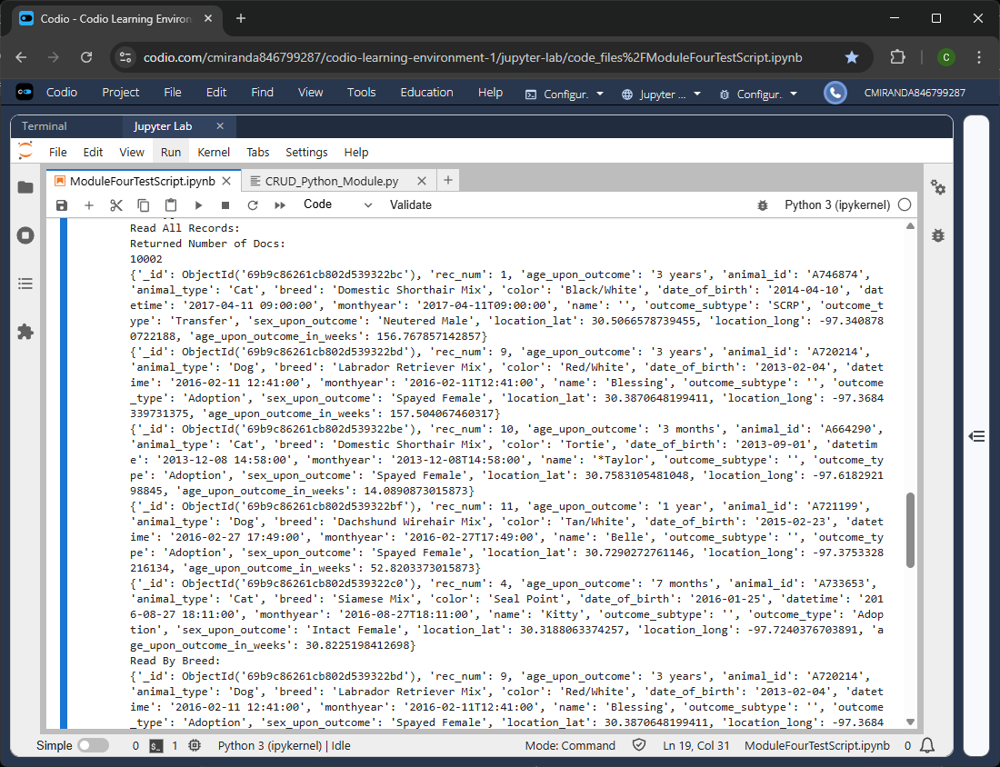 Codio - Codio Learning Environ
codio.com/cmiranda846799287/codio-learning-environment-1/jupyter-lab/code_files%2FModuleFourTestScript.ipynb
C
Codio Project File Edit Find View Tools Education Help Configur. Jupyter ... Configur. CMIRANDA846799287
Terminal Jupyter Lab
File Edit View Run Kernel Tabs Settings Help
ModuleFourTestScript.ipynb CRUD_Python_Module.py
Code Validate Python 3 (ipykernel)
Read All Records:
Returned Number of Docs:
10002
{'_id': ObjectId('69b9c86261cb802d539322bc'), 'rec_num': 1, 'age_upon_outcome': '3 years', 'animal_id': 'A746874',
'animal_type': 'Cat', 'breed': 'Domestic Shorthair Mix', 'color': 'Black/White', 'date_of_birth': '2014-04-10', 'dat
etime': '2017-04-11 09:00:00', 'monthyear': '2017-04-11T09:00:00', 'name': '', 'outcome_subtype': 'SCRP', 'outcome_t
ype': 'Transfer', 'sex_upon_outcome': 'Neutered Male', 'location_lat': 30.5066578739455, 'location_long': -97.340878
0722188, 'age_upon_outcome_in_weeks': 156.767857142857}
{'_id': ObjectId('69b9c86261cb802d539322bd'), 'rec_num': 9, 'age_upon_outcome': '3 years', 'animal_id': 'A720214',
'animal_type': 'Dog', 'breed': 'Labrador Retriever Mix', 'color': 'Red/White', 'date_of_birth': '2013-02-04', 'datet
ime': '2016-02-11 12:41:00', 'monthyear': '2016-02-11T12:41:00', 'name': 'Blessing', 'outcome_subtype': '', 'outcome
_type': 'Adoption', 'sex_upon_outcome': 'Spayed Female', 'location_lat': 30.3870648199411, 'location_long': -97.3684
339731375, 'age_upon_outcome_in_weeks': 157.504067460317}
{'_id': ObjectId('69b9c86261cb802d539322be'), 'rec_num': 10, 'age_upon_outcome': '3 months', 'animal_id': 'A664290',
'animal_type': 'Cat', 'breed': 'Domestic Shorthair Mix', 'color': 'Tortie', 'date_of_birth': '2013-09-01', 'datetim
e': '2013-12-08 14:58:00', 'monthyear': '2013-12-08T14:58:00', 'name': '*Taylor', 'outcome_subtype': '', 'outcome_ty
pe': 'Adoption', 'sex_upon_outcome': 'Spayed Female', 'location_lat': 30.7583105481048, 'location_long': -97.6182921
98845, 'age_upon_outcome_in_weeks': 14.0890873015873}
{'_id': ObjectId('69b9c86261cb802d539322bf'), 'rec_num': 11, 'age_upon_outcome': '1 year', 'animal_id': 'A721199',
'animal_type': 'Dog', 'breed': 'Dachshund Wirehair Mix', 'color': 'Tan/White', 'date_of_birth': '2015-02-23', 'datet
ime': '2016-02-27 17:49:00', 'monthyear': '2016-02-27T17:49:00', 'name': 'Belle', 'outcome_subtype': '', 'outcome_ty
pe': 'Adoption', 'sex_upon_outcome': 'Spayed Female', 'location_lat': 30.7290272761146, 'location_long': -97.3753328
216134, 'age_upon_outcome_in_weeks': 52.8203373015873}
{'_id': ObjectId('69b9c86261cb802d539322c0'), 'rec_num': 4, 'age_upon_outcome': '7 months', 'animal_id': 'A733653',
'animal_type': 'Cat', 'breed': 'Siamese Mix', 'color': 'Seal Point', 'date_of_birth': '2016-01-25', 'datetime': '201
6-08-27 18:11:00', 'monthyear': '2016-08-27T18:11:00', 'name': 'Kitty', 'outcome_subtype': '', 'outcome_type': 'Adop
tion', 'sex_upon_outcome': 'Intact Female', 'location_lat': 30.3188063374257, 'location_long': -97.7240376703891, 'a
ge_upon_outcome_in_weeks': 30.8225198412698}
Read By Breed:
{'_id': ObjectId('69b9c86261cb802d539322bd'), 'rec_num': 9, 'age_upon_outcome': '3 years', 'animal_id': 'A720214',
'animal_type': 'Dog', 'breed': 'Labrador Retriever Mix', 'color': 'Red/White', 'date_of_birth': '2013-02-04', 'datet
ime': '2016-02-11 12:41:00', 'monthyear': '2016-02-11T12:41:00', 'name': 'Blessing', 'outcome_subtype': '', 'outcome
_type': 'Adoption', 'sex_upon_outcome': 'Spayed Female', 'location_lat': 30.3870648199411, 'location_long': -97.3684
Simple 0 1 Python 3 (ipykernel) | Idle Mode: Command Ln 19, Col 31 ModuleFourTestScript.ipynb 0